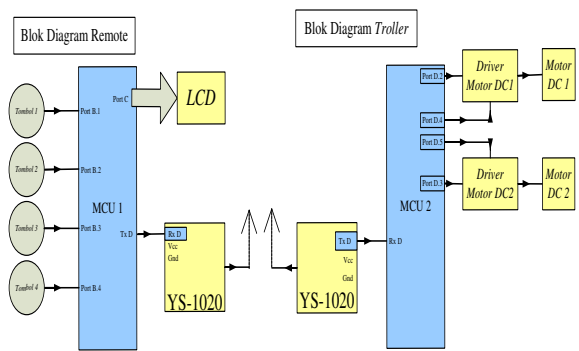 Blok Diagram Remote
Blok Diagram Troller
Tombol 1
Tombol 2
Tombol 3
Tombol 4
Port B.1
Port B.2
Port B.3
Port B.4
Port C
MCU 1
Tx D
LCD
Rx D
Vcc
Gnd
YS-1020
Tx D
Vcc
Gnd
YS-1020
Rx D
MCU 2
Port D.2
Port D.4
Port D.5
Port D.3
Driver
Motor DC1
Motor
DC 1
Driver
Motor DC2
Motor
DC 2